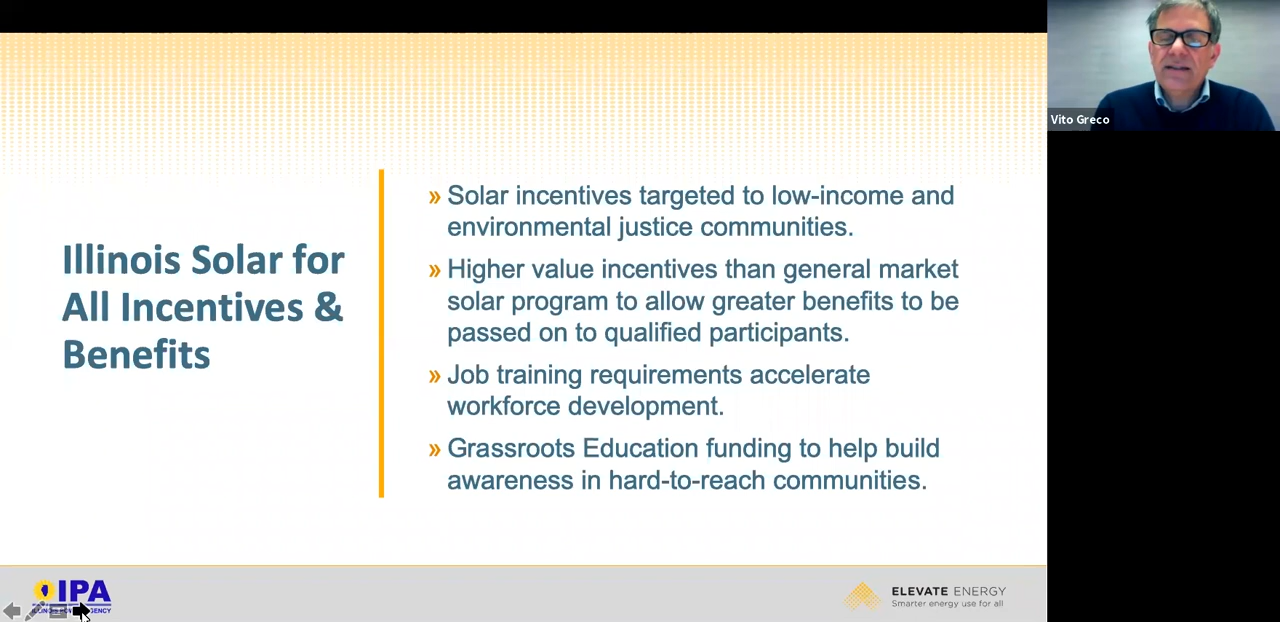 Vito Greco
Illinois Solar for
All Incentives &
Benefits
» Solar incentives targeted to low-income and
environmental justice communities.
» Higher value incentives than general market
solar program to allow greater benefits to be
passed on to qualified participants.
» Job training requirements accelerate
workforce development.
» Grassroots Education funding to help build
awareness in hard-to-reach communities.
IPA
ELEVATE ENERGY
Smarter energy use for all